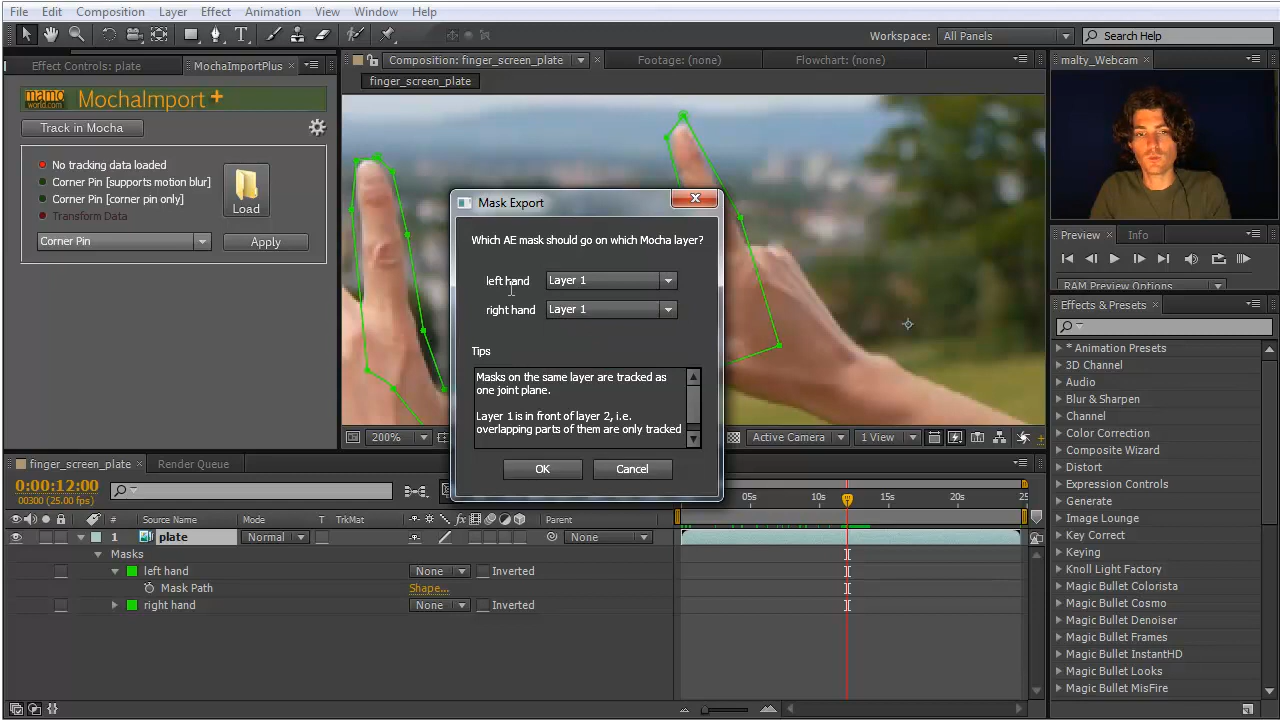 File Edit Composition Layer Effect Animation View Window Help
T
Workspace: All Panels
Search Help
Effect Controls: plate
MochaImportPlus
Composition: finger_screen_plate
Footage: (none)
Flowchart: (none)
malty_Webcam
finger_screen_plate
mamo
world.com
MochaImport +
Track in Mocha
No tracking data loaded
Corner Pin [supports motion blur]
Corner Pin [corner pin only]
Transform Data
Load
Corner Pin
Apply
Mask Export
Which AE mask should go on which Mocha layer?
left hand Layer 1
right hand Layer 1
Tips
Masks on the same layer are tracked as
one joint plane.
Layer 1 is in front of layer 2, i.e.
overlapping parts of them are only tracked
OK Cancel
200%
Active Camera
1 View
Preview
Info
RAM Preview Options
Effects & Presets
* Animation Presets
3D Channel
Audio
Blur & Sharpen
Channel
Color Correction
Composite Wizard
Distort
Expression Controls
Generate
Image Lounge
Key Correct
Keying
Knoll Light Factory
Magic Bullet Colorista
Magic Bullet Cosmo
Magic Bullet Denoiser
Magic Bullet Frames
Magic Bullet InstantHD
Magic Bullet Looks
Magic Bullet MisFire
finger_screen_plate
Render Queue
0:00:12:00
00300 (25.00 fps)
05s 10s 15s 20s 25
# Source Name Mode T TrkMat fx Parent
1 plate Normal None
Masks
left hand None Inverted
Mask Path Shape...
right hand None Inverted